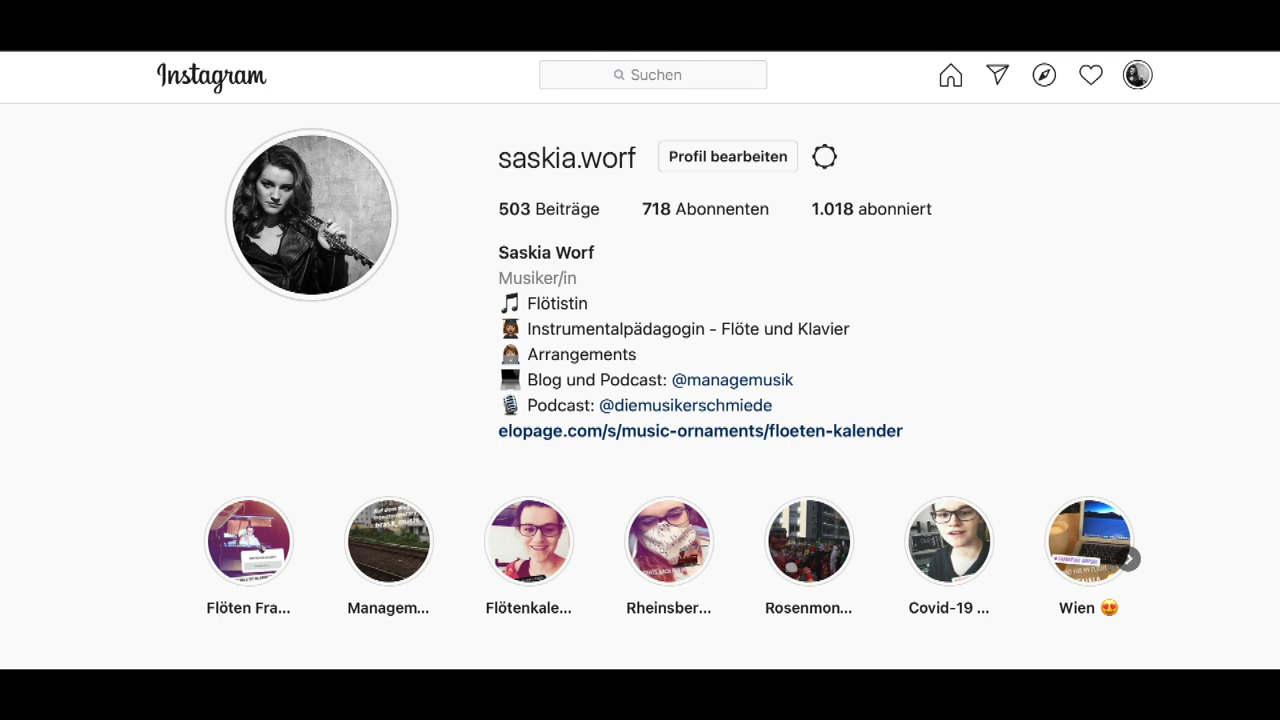 Instagram
Suchen
saskia.worf Profil bearbeiten
503 Beiträge 718 Abonnenten 1.018 abonniert
Saskia Worf
Musiker/in
🎵 Flötistin
👩🏾‍🎓 Instrumentalpädagogin - Flöte und Klavier
👩🏽‍💻 Arrangements
💻 Blog und Podcast: @managemusik
🎙 Podcast: @diemusikerschmiede
elopage.com/s/music-ornaments/floeten-kalender
Flöten Fra... Managem... Flötenkale... Rheinsber... Rosenmon... Covid-19 ... Wien 😍